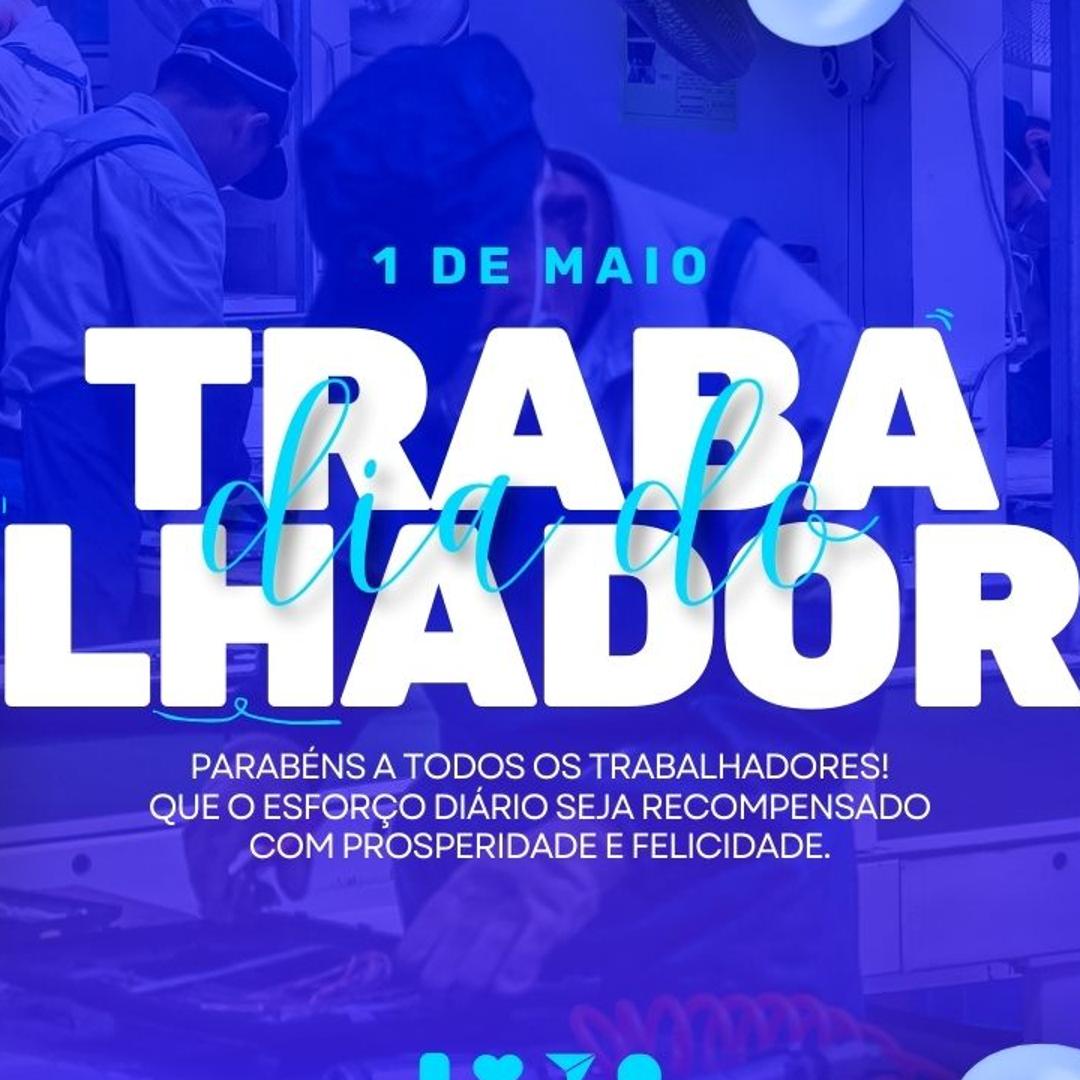 1 DE MAIO
TRABA
dia do
LHADOR
PARABÉNS A TODOS OS TRABALHADORES!
QUE O ESFORÇO DIÁRIO SEJA RECOMPENSADO
COM PROSPERIDADE E FELICIDADE.